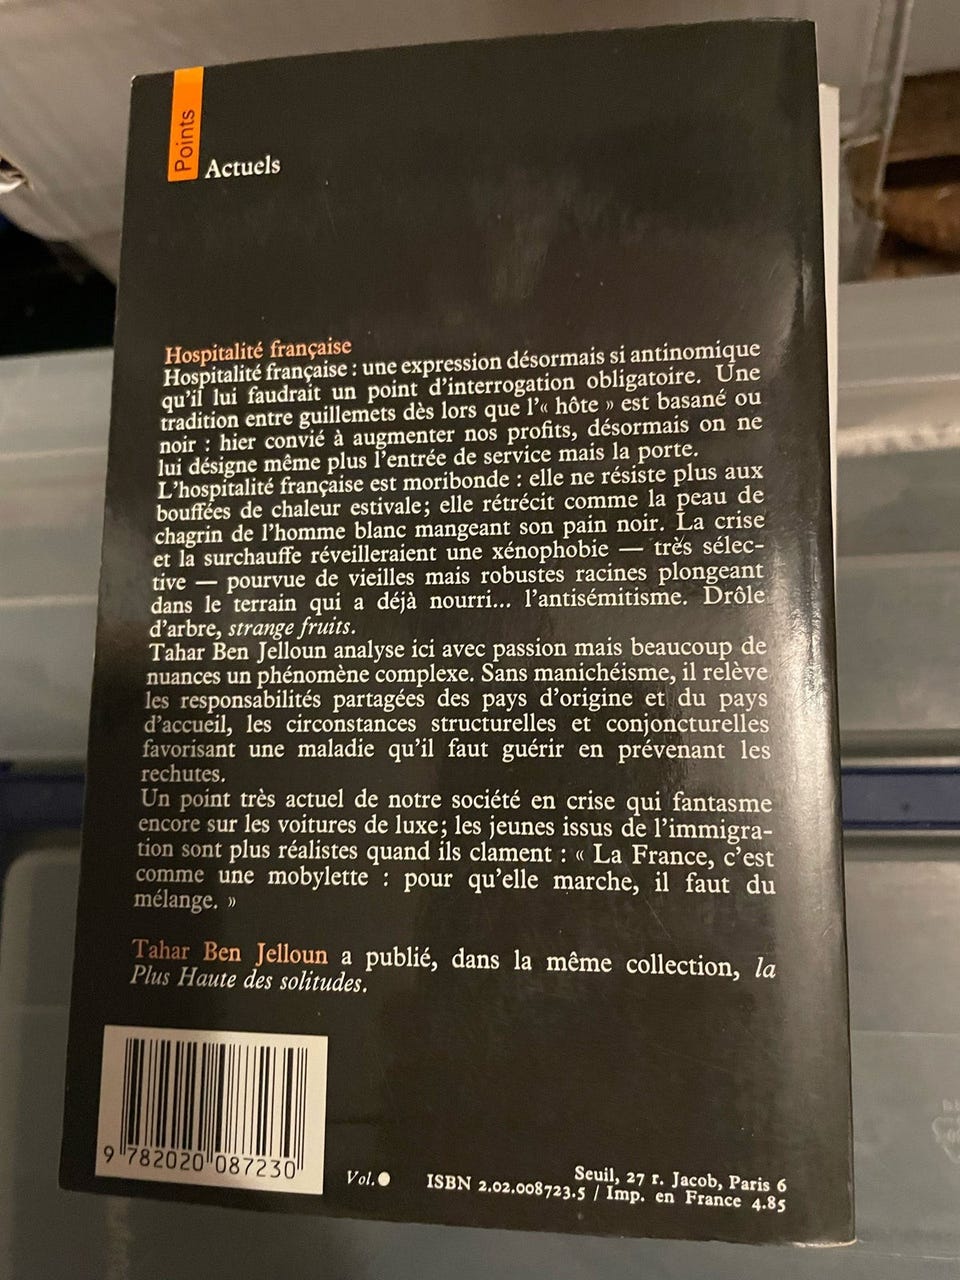 Points
Actuels
Hospitalité française
Hospitalité française : une expression désormais si antinomique
qu'il lui faudrait un point d'interrogation obligatoire. Une
tradition entre guillemets dès lors que l'« hôte » est basané ou
noir : hier convié à augmenter nos profits, désormais on ne
lui désigne même plus l'entrée de service mais la porte.
L'hospitalité française est moribonde : elle ne résiste plus aux
bouffées de chaleur estivale; elle rétrécit comme la peau de
chagrin de l'homme blanc mangeant son pain noir. La crise
et la surchauffe réveilleraient une xénophobie — très sélec-
tive — pourvue de vieilles mais robustes racines plongeant
dans le terrain qui a déjà nourri... l'antisémitisme. Drôle
d'arbre, strange fruits.
Tahar Ben Jelloun analyse ici avec passion mais beaucoup de
nuances un phénomène complexe. Sans manichéisme, il relève
les responsabilités partagées des pays d'origine et du pays
d'accueil, les circonstances structurelles et conjoncturelles
favorisant une maladie qu'il faut guérir en prévenant les
rechutes.
Un point très actuel de notre société en crise qui fantasme
encore sur les voitures de luxe; les jeunes issus de l'immigra-
tion sont plus réalistes quand ils clament : « La France, c'est
comme une mobylette : pour qu'elle marche, il faut du
mélange. »
Tahar Ben Jelloun a publié, dans la même collection, la
Plus Haute des solitudes.
9 782020 087230
Vol.
Seuil, 27 r. Jacob, Paris 6
ISBN 2.02.008723.5 / Imp. en France 4.85